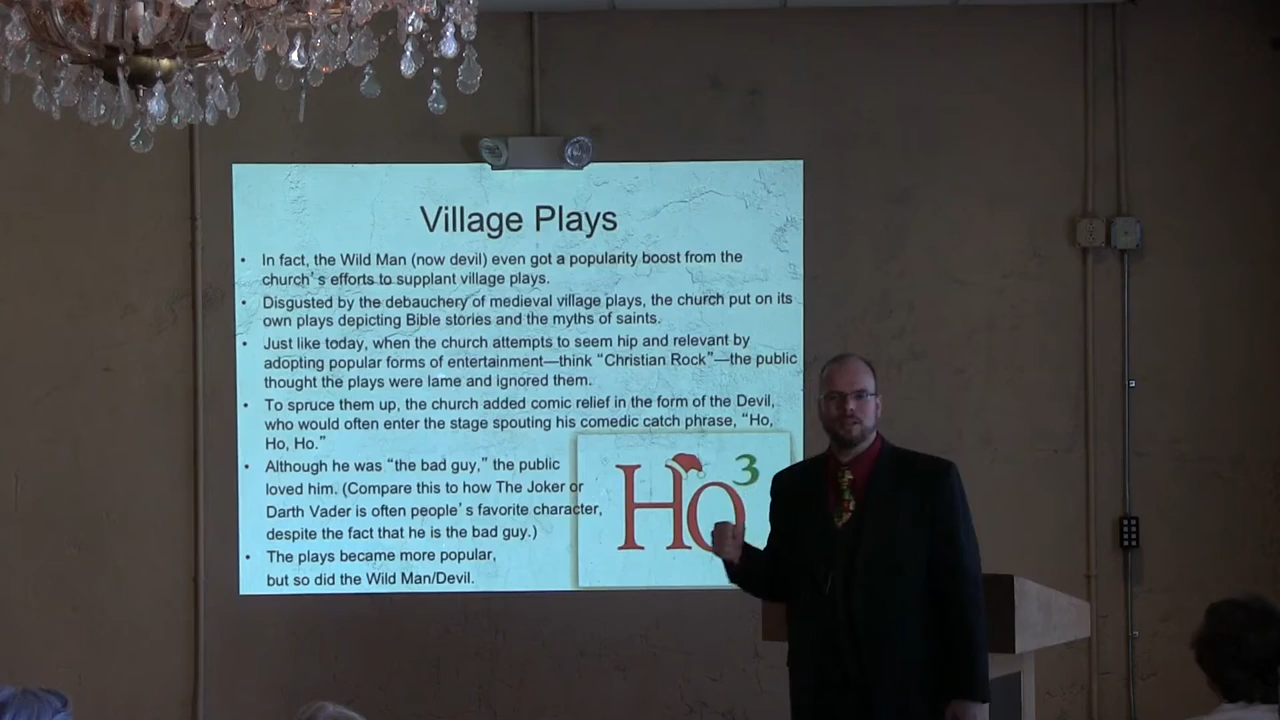 Village Plays
• In fact, the Wild Man (now devil) even got a popularity boost from the
church's efforts to supplant village plays.
• Disgusted by the debauchery of medieval village plays, the church put on its
own plays depicting Bible stories and the myths of saints.
• Just like today, when the church attempts to seem hip and relevant by
adopting popular forms of entertainment—think “Christian Rock”—the public
thought the plays were lame and ignored them.
• To spruce them up, the church added comic relief in the form of the Devil,
who would often enter the stage spouting his comedic catch phrase, “Ho,
Ho, Ho.”
• Although he was “the bad guy,” the public
loved him. (Compare this to how The Joker or
Darth Vader is often people's favorite character,
despite the fact that he is the bad guy.)
• The plays became more popular,
but so did the Wild Man/Devil.
Ho³